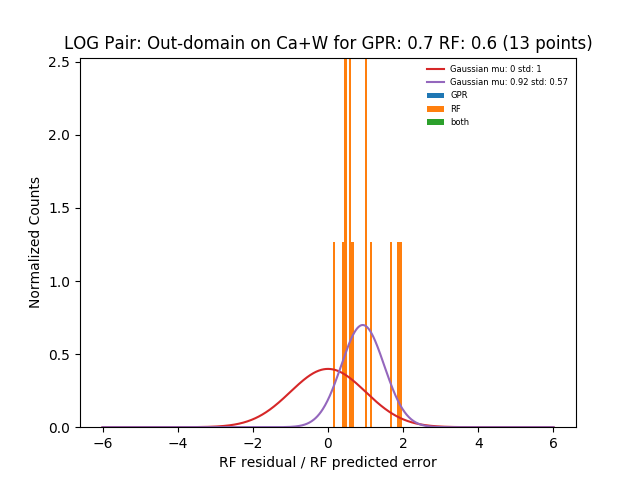 LOG Pair: Out-domain on Ca+W for GPR: 0.7 RF: 0.6 (13 points)
Gaussian mu: 0 std: 1
Gaussian mu: 0.92 std: 0.57
GPR
RF
both
Normalized Counts
2.5
2.0
1.5
1.0
0.5
0.0
−6 −4 −2 0 2 4 6
RF residual / RF predicted error